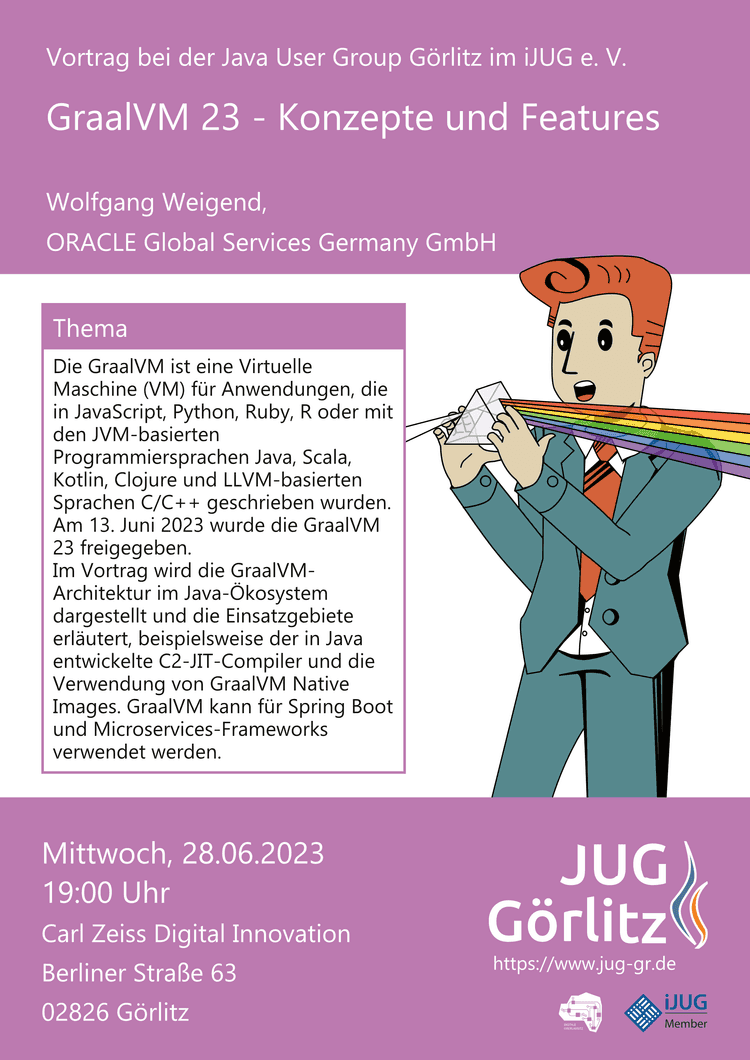 Vortrag bei der Java User Group Görlitz im iJUG e. V.
GraalVM 23 - Konzepte und Features
Wolfgang Weigend,
ORACLE Global Services Germany GmbH
Thema
Die GraalVM ist eine Virtuelle
Maschine (VM) für Anwendungen, die
in JavaScript, Python, Ruby, R oder mit
den JVM-basierten
Programmiersprachen Java, Scala,
Kotlin, Clojure und LLVM-basierten
Sprachen C/C++ geschrieben wurden.
Am 13. Juni 2023 wurde die GraalVM
23 freigegeben.
Im Vortrag wird die GraalVM-
Architektur im Java-Ökosystem
dargestellt und die Einsatzgebiete
erläutert, beispielsweise der in Java
entwickelte C2-JIT-Compiler und die
Verwendung von GraalVM Native
Images. GraalVM kann für Spring Boot
und Microservices-Frameworks
verwendet werden.
Mittwoch, 28.06.2023
19:00 Uhr
Carl Zeiss Digital Innovation
Berliner Straße 63
02826 Görlitz
JUG
Görlitz
https://www.jug-gr.de
iJUG
Member